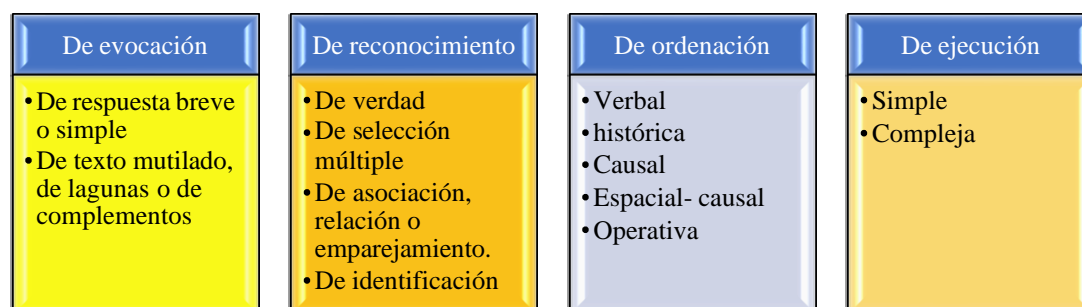 De evocación
• De respuesta breve
o simple
• De texto mutilado,
de lagunas o de
complementos
De reconocimiento
• De verdad
• De selección
múltiple
• De asociación,
relación o
emparejamiento.
• De identificación
De ordenación
• Verbal
• histórica
• Causal
• Espacial- causal
• Operativa
De ejecución
• Simple
• Compleja